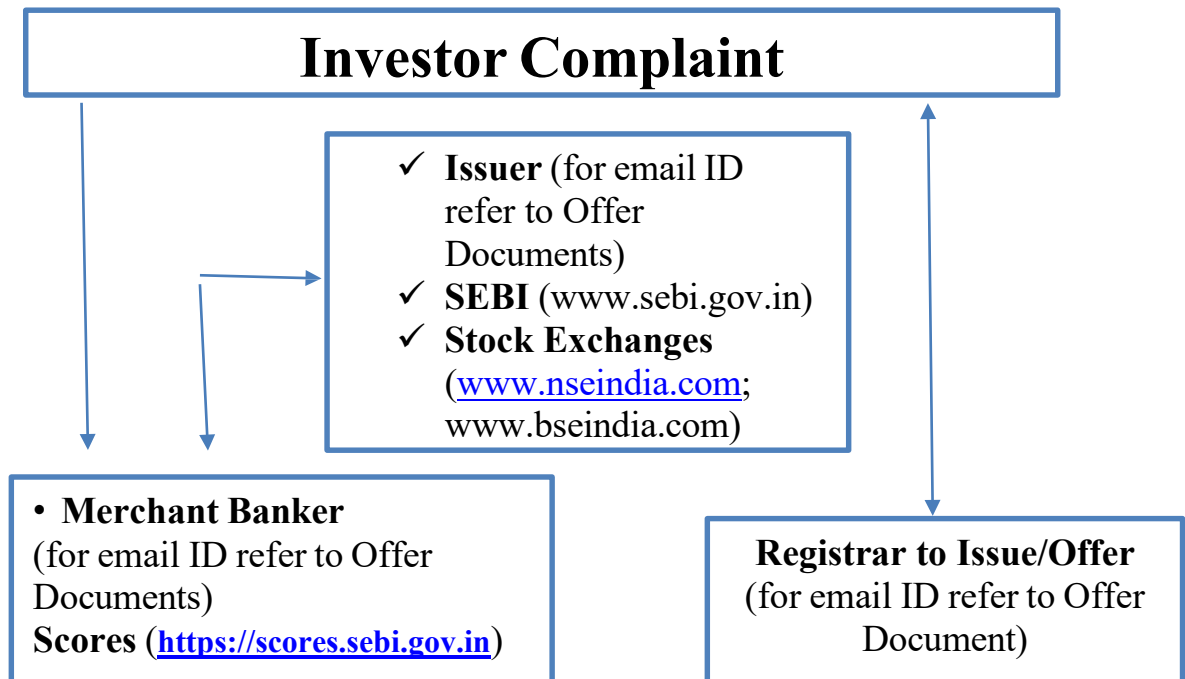 Investor Complaint
✓ Issuer (for email ID
refer to Offer
Documents)
✓ SEBI (www.sebi.gov.in)
✓ Stock Exchanges
(www.nseindia.com;
www.bseindia.com)
• Merchant Banker
(for email ID refer to Offer
Documents)
Scores (https://scores.sebi.gov.in)
Registrar to Issue/Offer
(for email ID refer to Offer
Document)